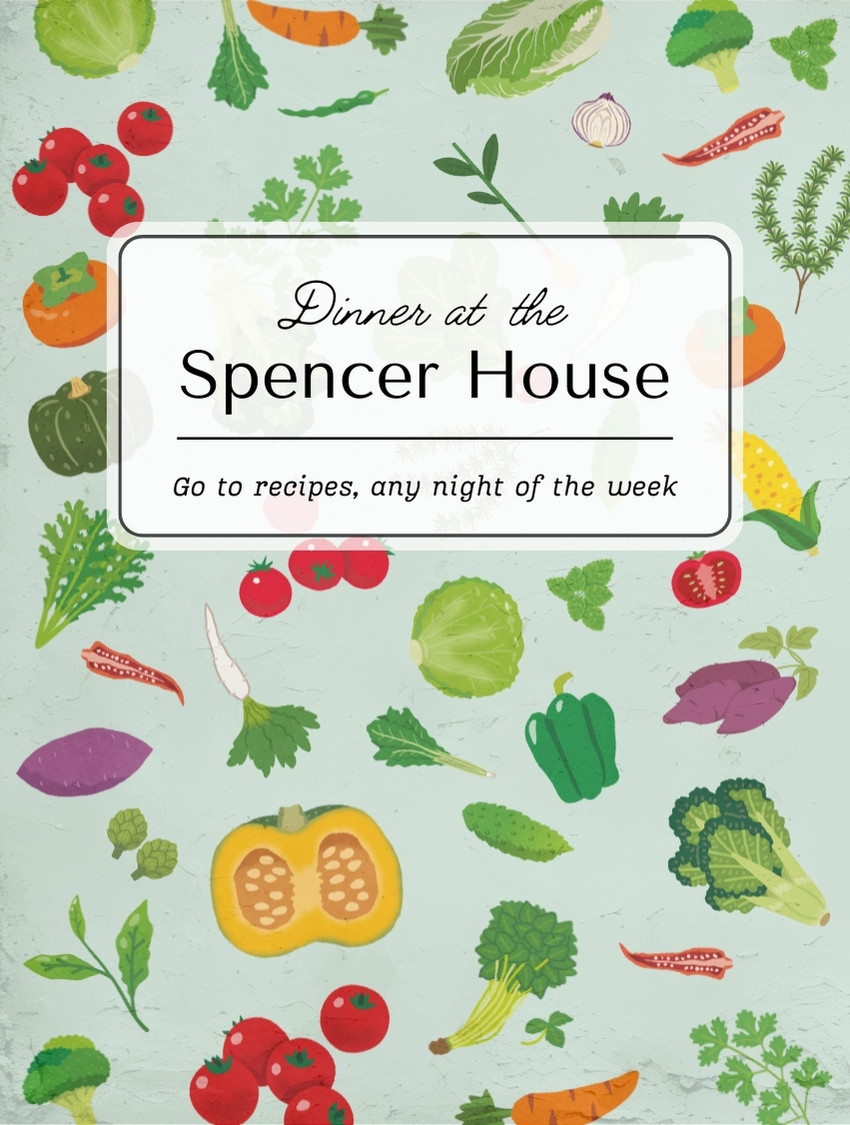 Dinner at the
Spencer House
Go to recipes, any night of the week